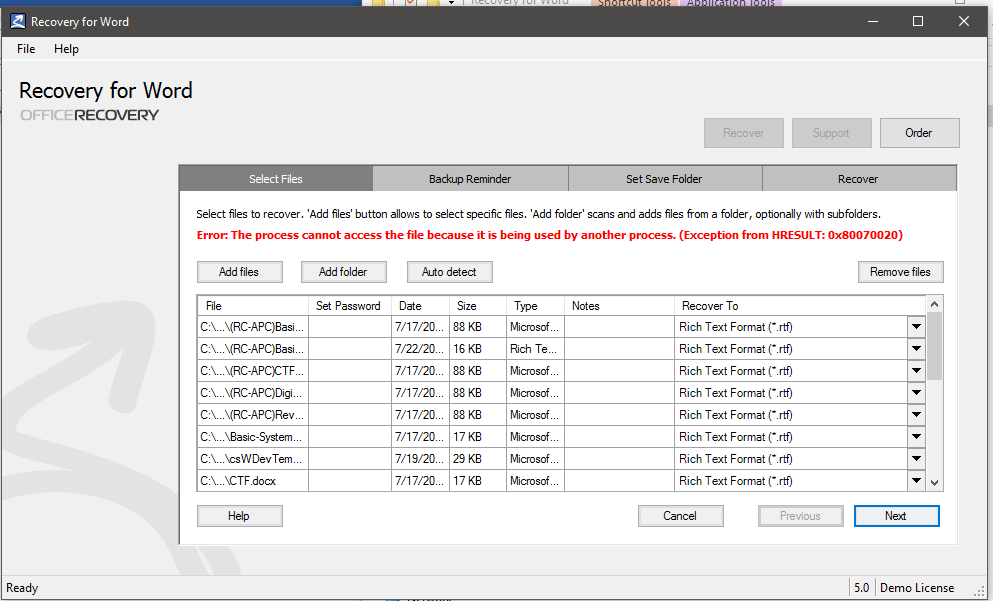 Recovery for Word
Shortcut Tools
Application Tools
Recovery for Word
File Help
Recovery for Word
OFFICERECOVERY
Recover Support Order
Select Files Backup Reminder Set Save Folder Recover
Select files to recover. 'Add files' button allows to select specific files. 'Add folder' scans and adds files from a folder, optionally with subfolders.
Error: The process cannot access the file because it is being used by another process. (Exception from HRESULT: 0x80070020)
Add files Add folder Auto detect Remove files
File Set Password Date Size Type Notes Recover To
C:\...\(RC-APC)Basi... 7/17/20... 88 KB Microsof... Rich Text Format (*.rtf)
C:\...\(RC-APC)Basi... 7/22/20... 16 KB Rich Te... Rich Text Format (*.rtf)
C:\...\(RC-APC)CTF... 7/17/20... 88 KB Microsof... Rich Text Format (*.rtf)
C:\...\(RC-APC)Digi... 7/17/20... 88 KB Microsof... Rich Text Format (*.rtf)
C:\...\(RC-APC)Rev... 7/17/20... 88 KB Microsof... Rich Text Format (*.rtf)
C:\...\Basic-System... 7/17/20... 17 KB Microsof... Rich Text Format (*.rtf)
C:\...\csWDevTem... 7/19/20... 29 KB Microsof... Rich Text Format (*.rtf)
C:\...\CTF.docx 7/17/20... 17 KB Microsof... Rich Text Format (*.rtf)
Help Cancel Previous Next
Ready 5.0 Demo License